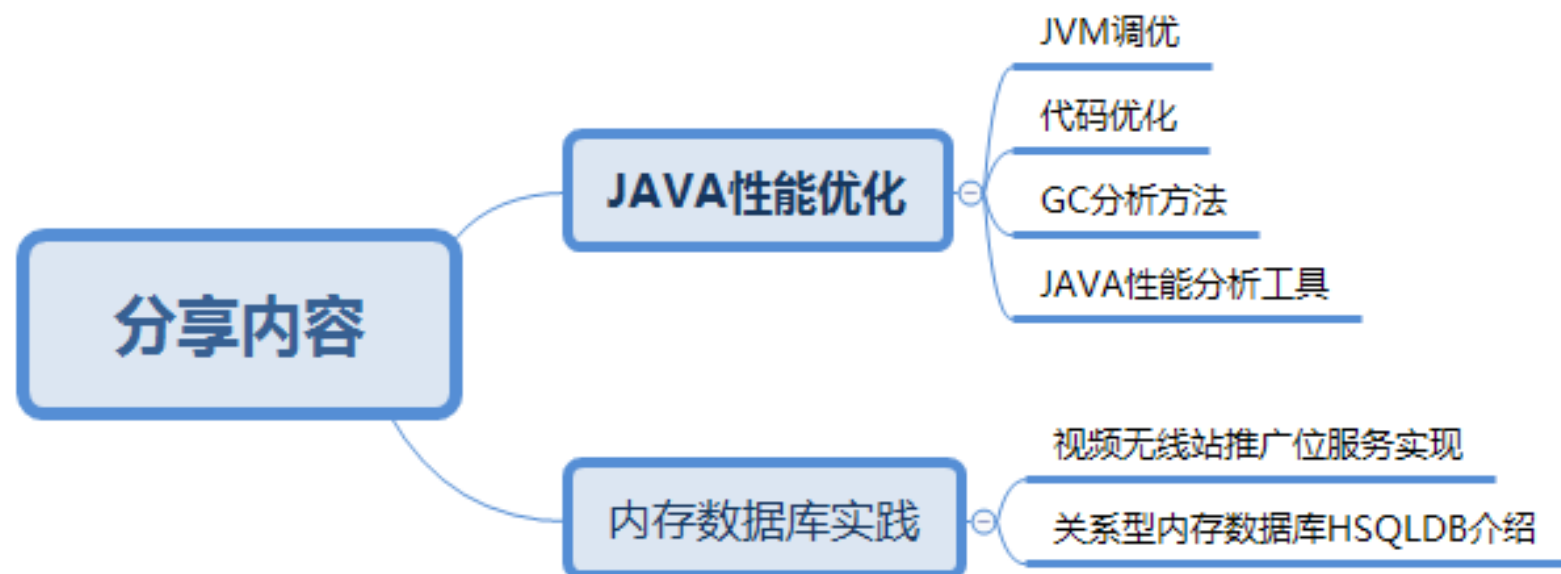 分享内容
JAVA性能优化
JVM调优
代码优化
GC分析方法
JAVA性能分析工具
内存数据库实践
视频无线站推广位服务实现
关系型内存数据库HSQLDB介绍